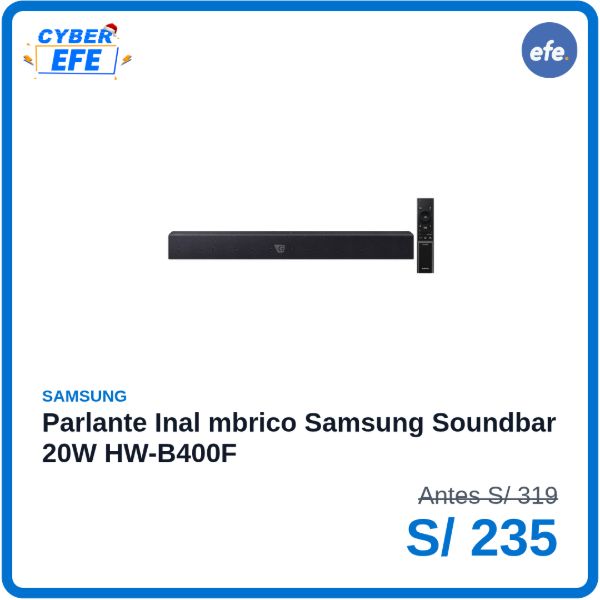 CYBER
EFE
efe.
SAMSUNG
Parlante Inal mbrico Samsung Soundbar
20W HW-B400F
Antes S/ 319
S/ 235